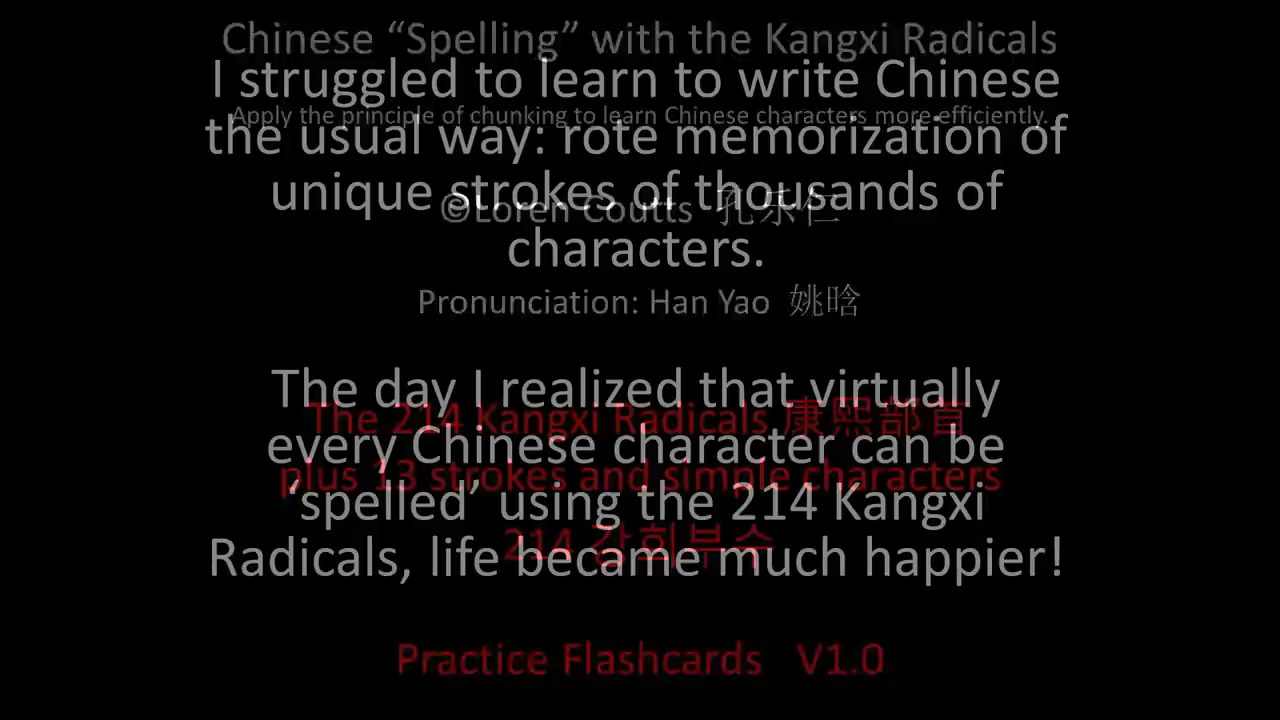 Chinese “Spelling” with the Kangxi Radicals
I struggled to learn to write Chinese
Apply the principle of chunking to learn Chinese characters more efficiently.
the usual way: rote memorization of
unique strokes of thousands of
©Loren Coutts 孔乐仁
characters.
Pronunciation: Han Yao 姚晗
The day I realized that virtually
The 214 Kangxi Radicals 康熙部首
every Chinese character can be
plus 13 strokes and simple characters
‘spelled’ using the 214 Kangxi
214 강희부수
Radicals, life became much happier!
Practice Flashcards V1.0